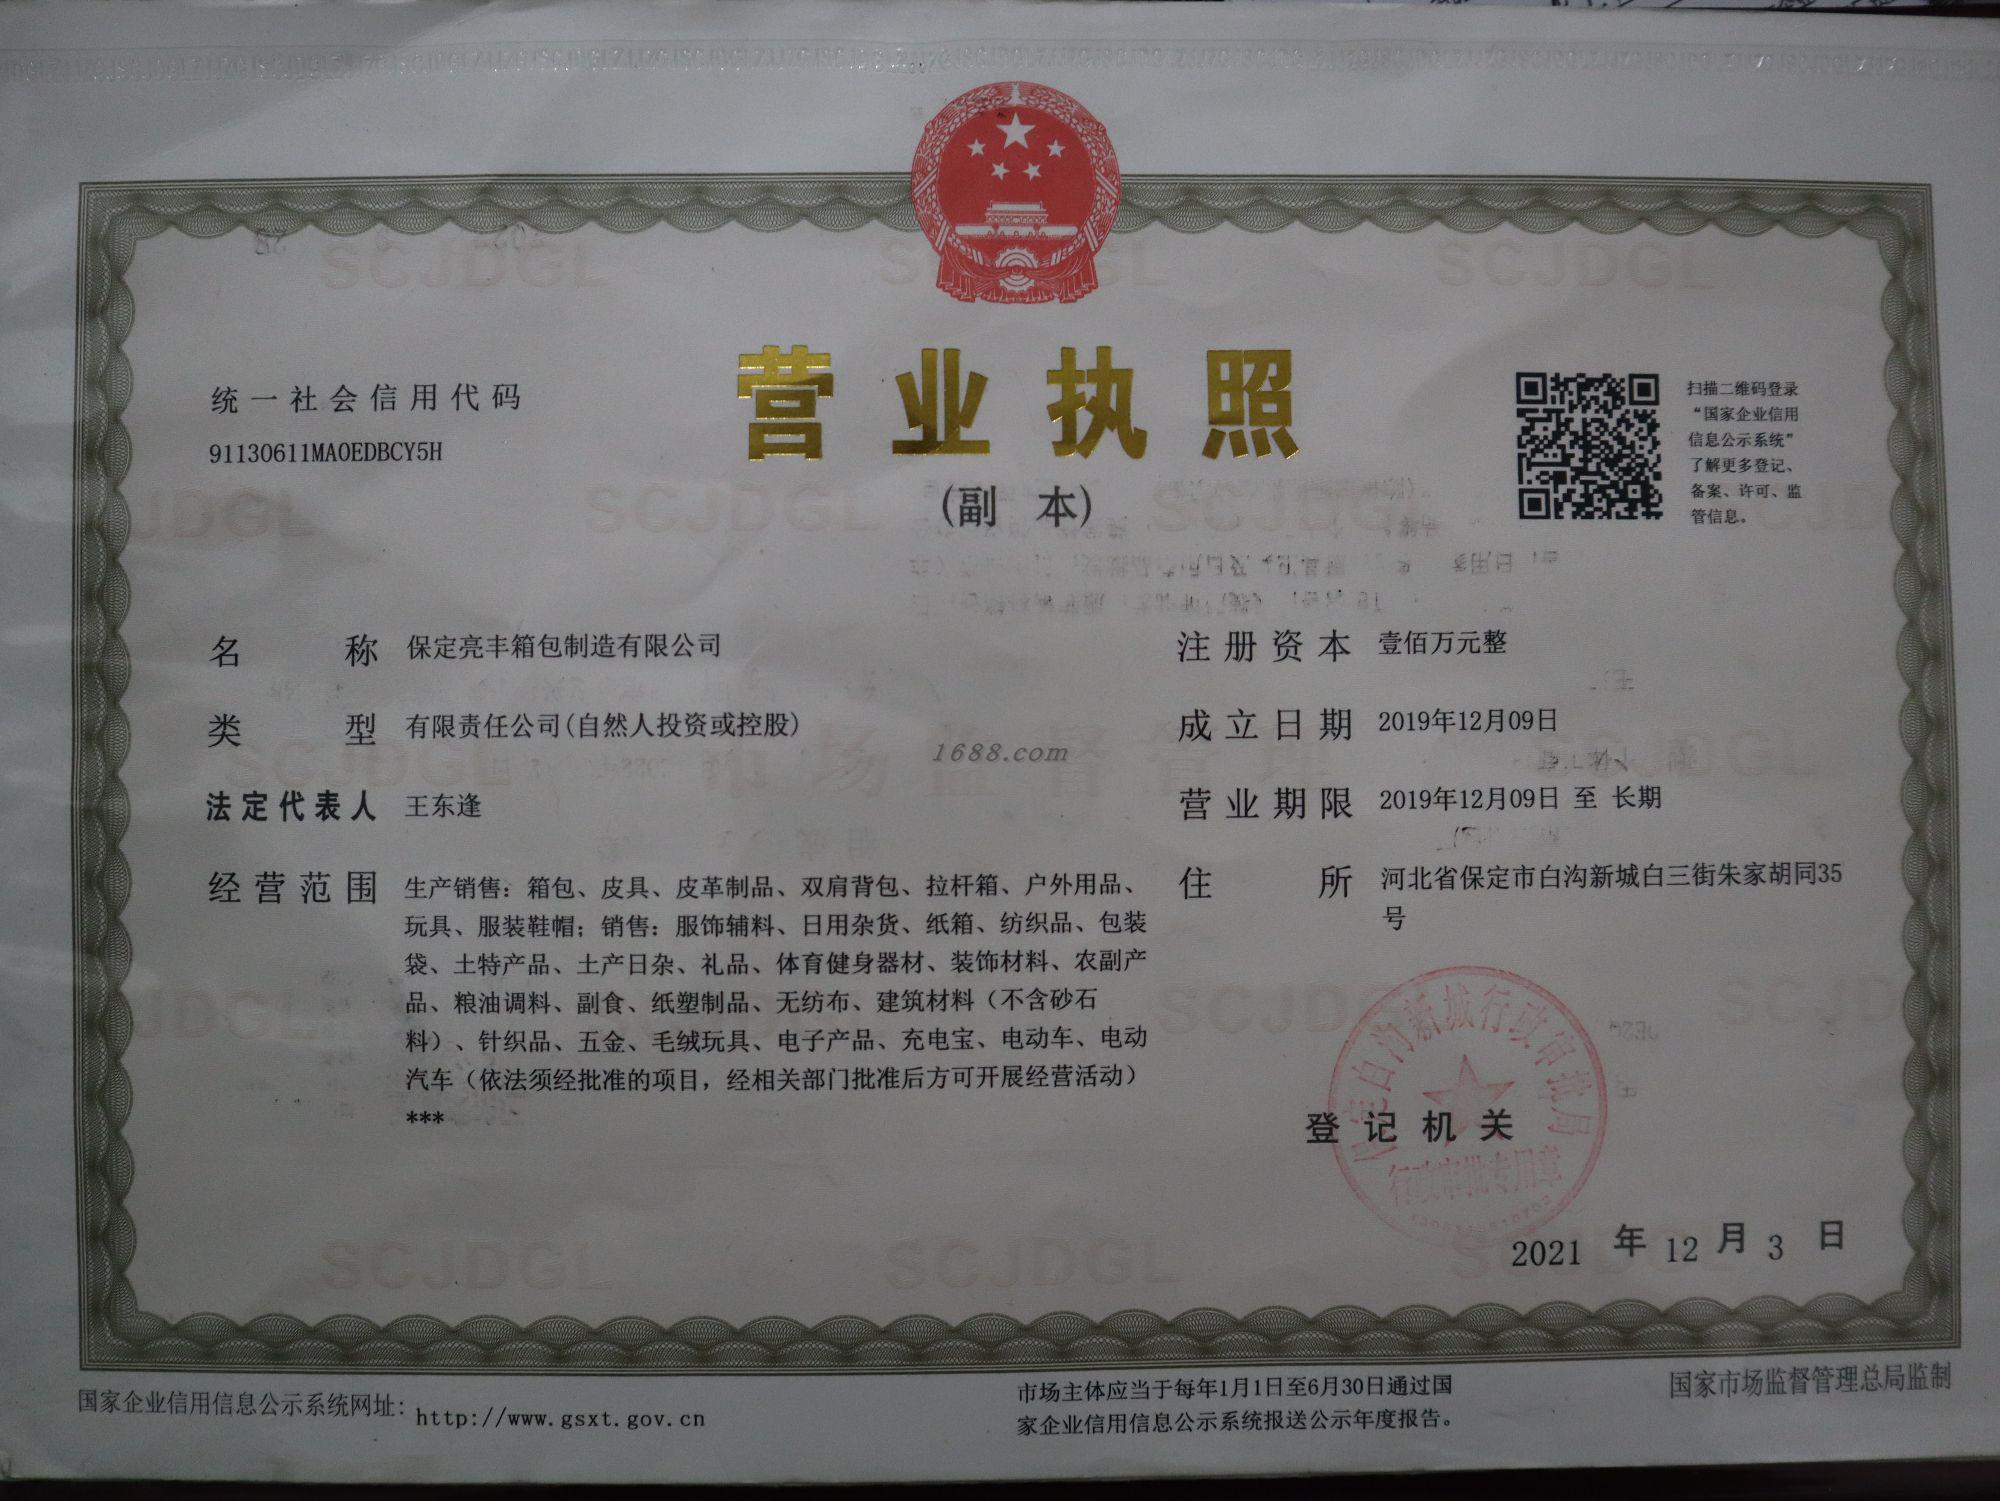 营业执照
(副 本)
统一社会信用代码
91130611MA0EDBCY5H
扫描二维码登录
“国家企业信用
信息公示系统”
了解更多登记、
备案、许可、监
管信息。
名 称 保定亮丰箱包制造有限公司
类 型 有限责任公司(自然人投资或控股)
法定代表人 王东逢
经营范围 生产销售：箱包、皮具、皮革制品、双肩背包、拉杆箱、户外用品、
玩具、服装鞋帽；销售：服饰辅料、日用杂货、纸箱、纺织品、包装
袋、土特产品、土产日杂、礼品、体育健身器材、装饰材料、农副产
品、粮油调料、副食、纸塑制品、无纺布、建筑材料（不含砂石
料）、针织品、五金、毛绒玩具、电子产品、充电宝、电动车、电动
汽车（依法须经批准的项目，经相关部门批准后方可开展经营活动）
***
注册资本 壹佰万元整
成立日期 2019年12月09日
营业期限 2019年12月09日 至 长期
住 所 河北省保定市白沟新城白三街朱家胡同35
号
1688.com
保定白沟新城行政审批局
行政审批专用章
登记机关
2021 年 12 月 3 日
国家企业信用信息公示系统网址：http://www.gsxt.gov.cn
市场主体应当于每年1月1日至6月30日通过国
家企业信用信息公示系统报送公示年度报告。
国家市场监督管理总局监制